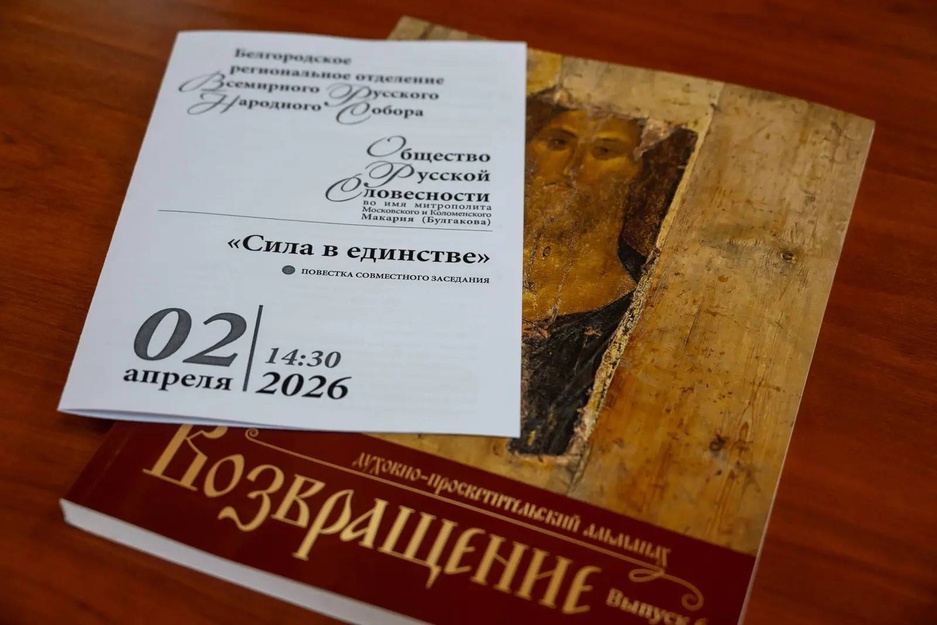 Белгородское
региональное отделение
Всемирного Русского
Народного Собора
Общество
Русской
Словесности
во имя митрополита
Московского и Коломенского
Макария (Булгакова)
«Сила в единстве»
ПОВЕСТКА СОВМЕСТНОГО ЗАСЕДАНИЯ
02
апреля
14:30
2026
духовно-просветительский альманах
Возвращение
Выпуск